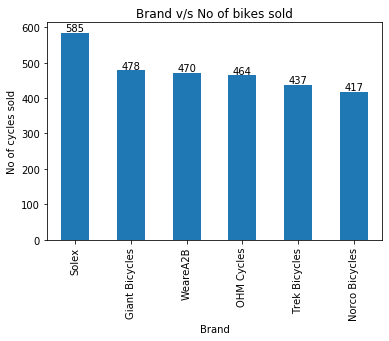 Brand v/s No of bikes sold
No of cycles sold
600
500
400
300
200
100
0
585
478
470
464
437
417
Solex
Giant Bicycles
WeareA2B
OHM Cycles
Trek Bicycles
Norco Bicycles
Brand